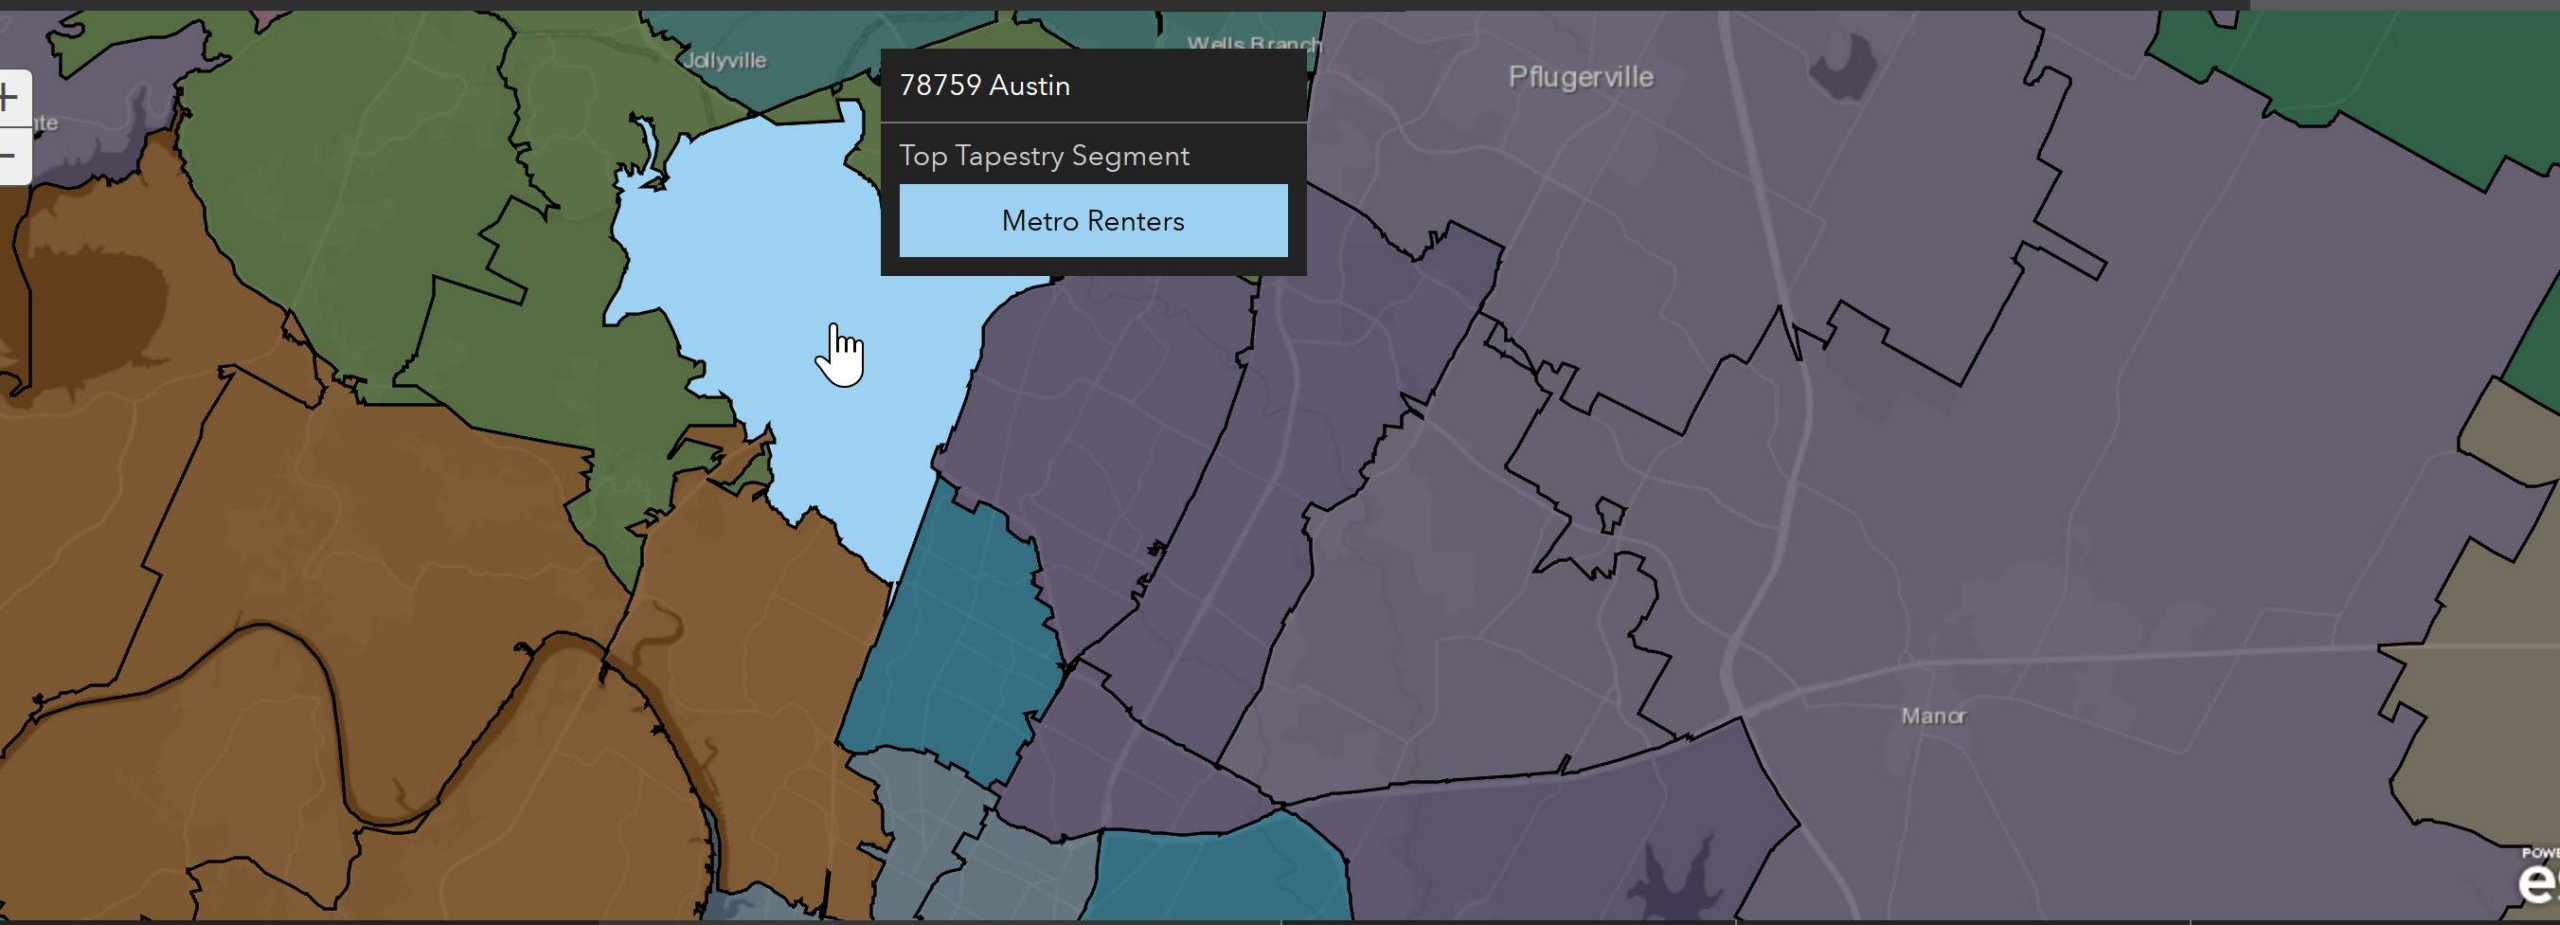 Jollyville
Wells Branch
Pflugerville
78759 Austin
Top Tapestry Segment
Metro Renters
Manor